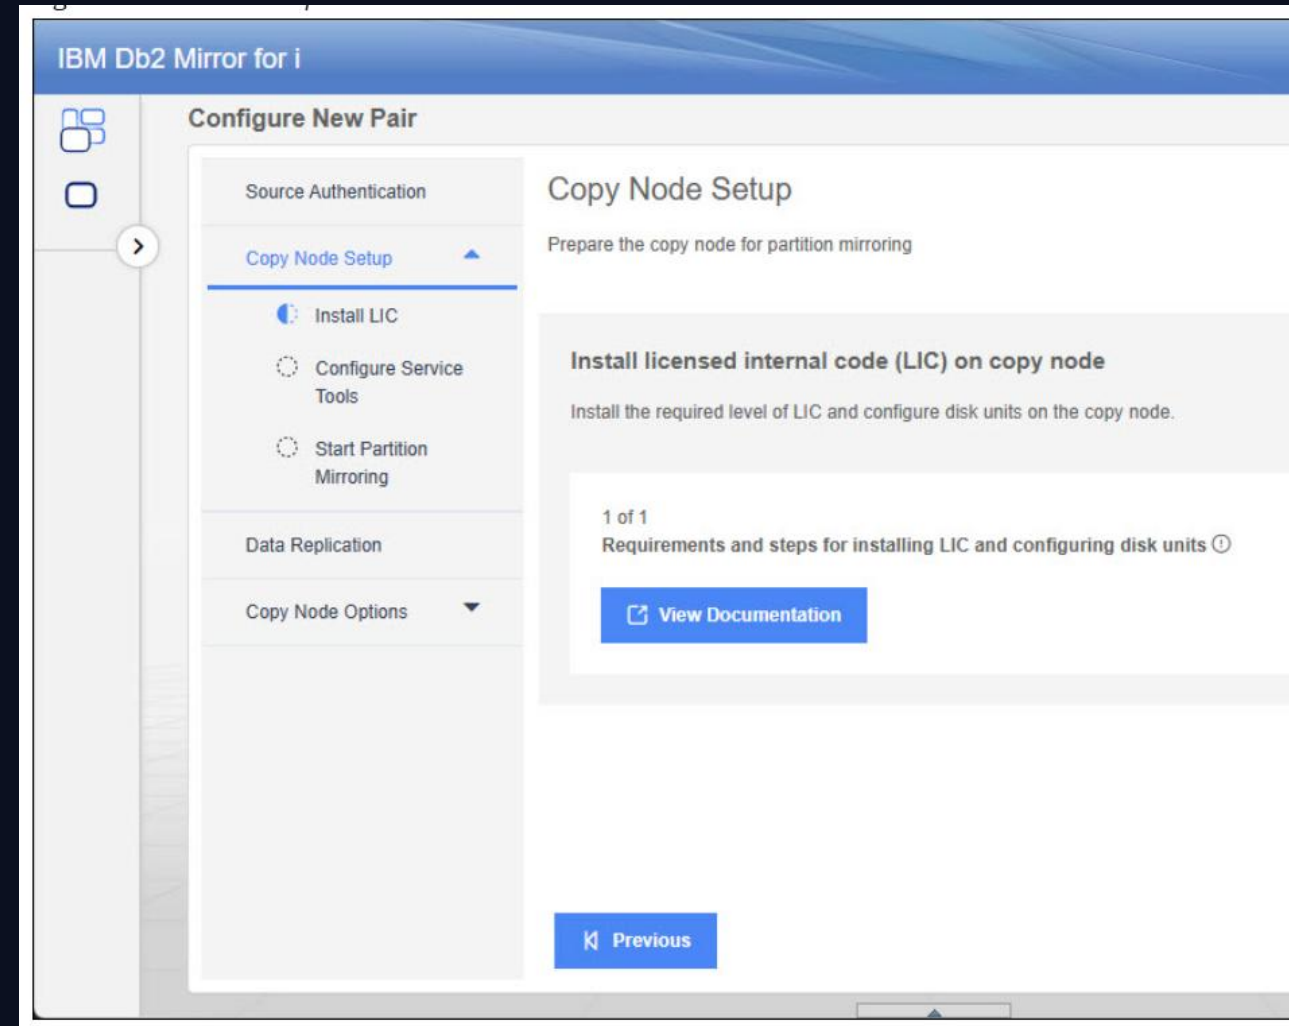 IBM Db2 Mirror for i
Configure New Pair
Source Authentication
Copy Node Setup
Install LIC
Configure Service
Tools
Start Partition
Mirroring
Data Replication
Copy Node Options
Copy Node Setup
Prepare the copy node for partition mirroring
Install licensed internal code (LIC) on copy node
Install the required level of LIC and configure disk units on the copy node.
1 of 1
Requirements and steps for installing LIC and configuring disk units
View Documentation
Previous